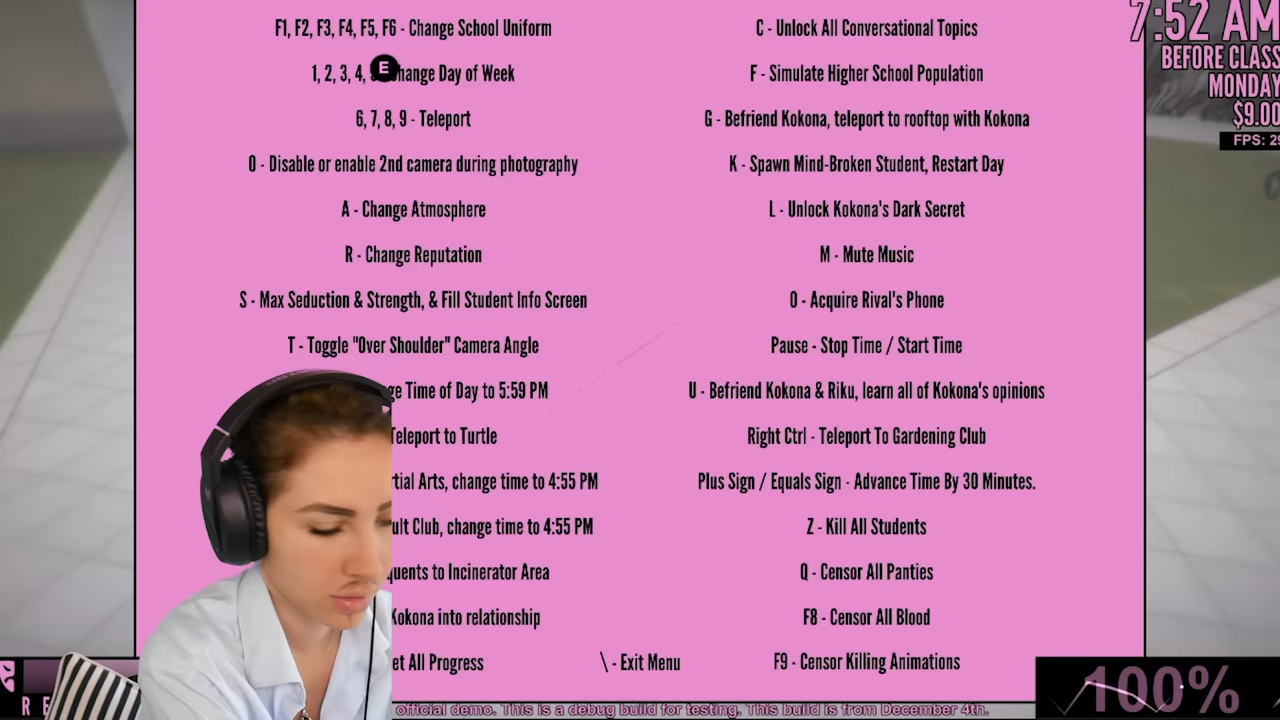 F1, F2, F3, F4, F5, F6 - Change School Uniform
1, 2, 3, 4, hange Day of Week
E
6, 7, 8, 9 - Teleport
0 - Disable or enable 2nd camera during photography
A - Change Atmosphere
R - Change Reputation
S - Max Seduction & Strength, & Fill Student Info Screen
T - Toggle "Over Shoulder" Camera Angle
ge Time of Day to 5:59 PM
Teleport to Turtle
rtial Arts, change time to 4:55 PM
ult Club, change time to 4:55 PM
quents to Incinerator Area
Kokona into relationship
et All Progress
\ - Exit Menu
C - Unlock All Conversational Topics
F - Simulate Higher School Population
G - Befriend Kokona, teleport to rooftop with Kokona
K - Spawn Mind-Broken Student, Restart Day
L - Unlock Kokona's Dark Secret
M - Mute Music
O - Acquire Rival's Phone
Pause - Stop Time / Start Time
U - Befriend Kokona & Riku, learn all of Kokona's opinions
Right Ctrl - Teleport To Gardening Club
Plus Sign / Equals Sign - Advance Time By 30 Minutes.
Z - Kill All Students
Q - Censor All Panties
F8 - Censor All Blood
F9 - Censor Killing Animations
7:52 AM
BEFORE CLASS
MONDAY
$9.00
FPS: 29
100%
R E
official demo. This is a debug build for testing. This build is from December 4th.